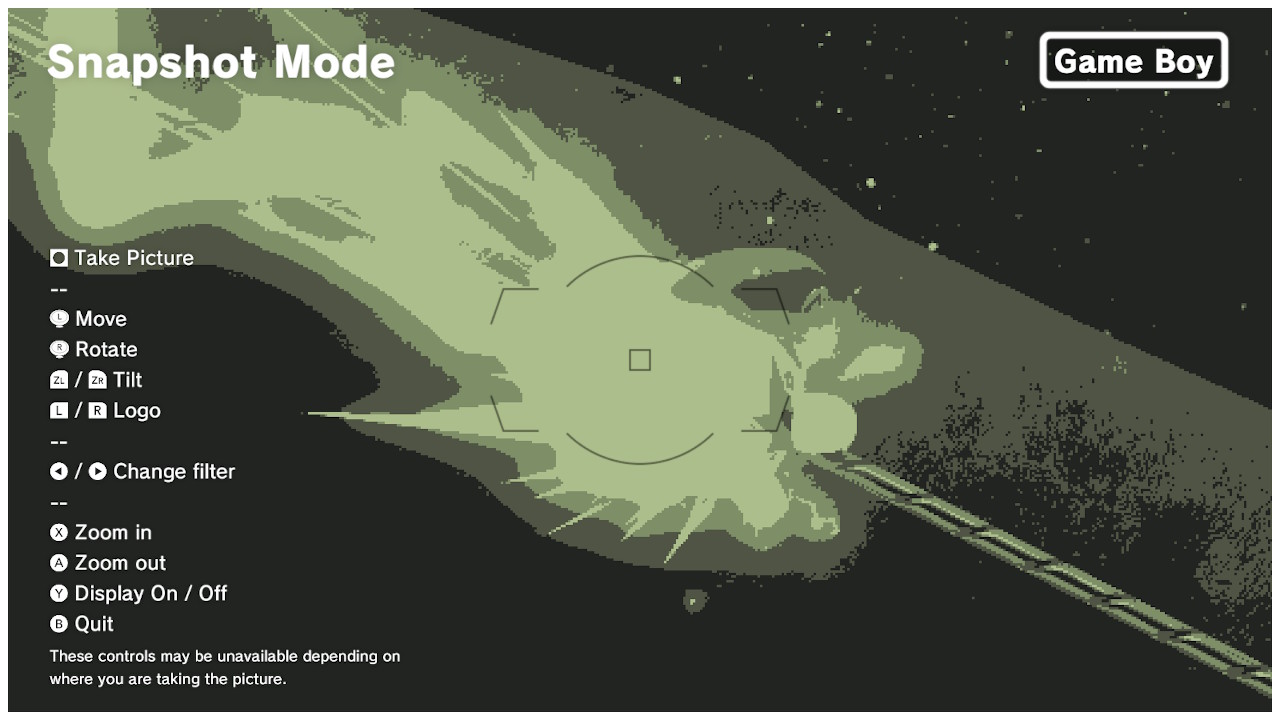 Snapshot Mode
Game Boy
Take Picture
--
L Move
R Rotate
ZL / ZR Tilt
L / R Logo
--
/ Change filter
--
X Zoom in
A Zoom out
Y Display On / Off
B Quit
These controls may be unavailable depending on
where you are taking the picture.